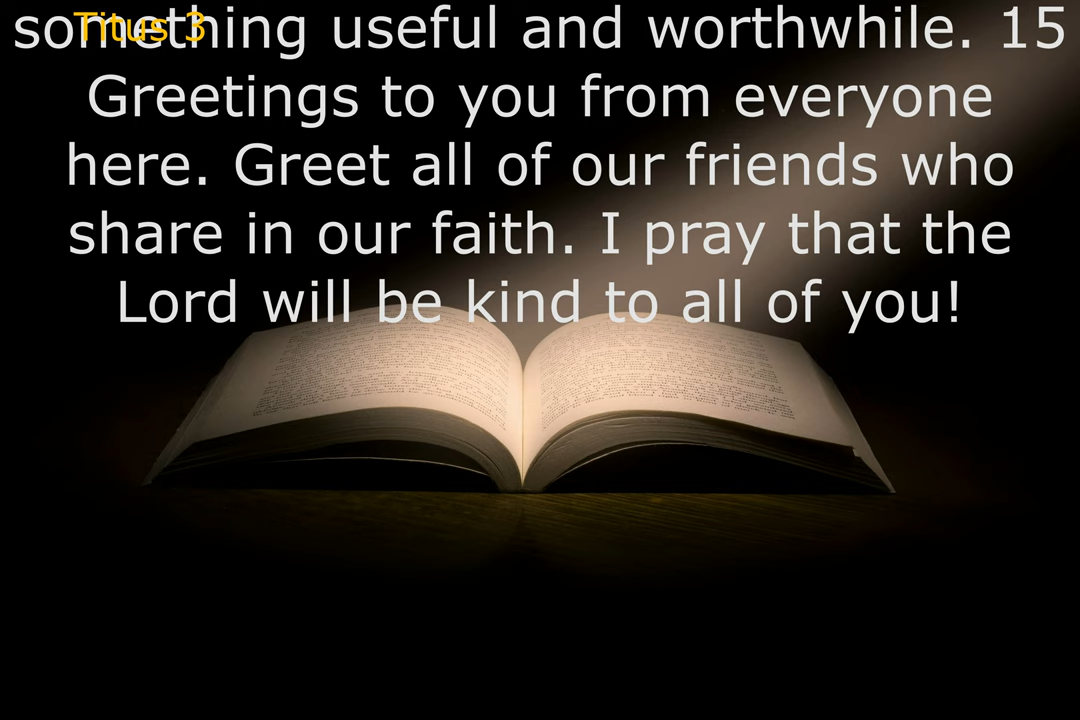 Titus 3
something useful and worthwhile. 15
Greetings to you from everyone
here. Greet all of our friends who
share in our faith. I pray that the
Lord will be kind to all of you!